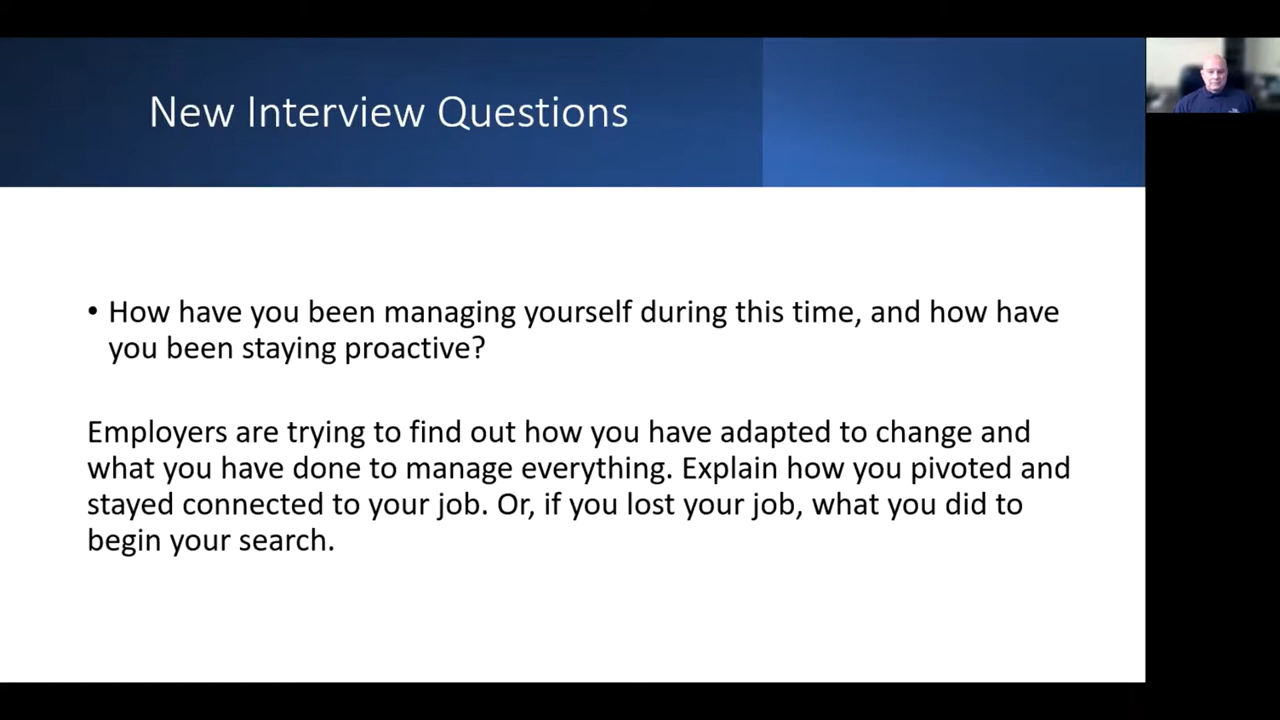 New Interview Questions
• How have you been managing yourself during this time, and how have
you been staying proactive?
Employers are trying to find out how you have adapted to change and
what you have done to manage everything. Explain how you pivoted and
stayed connected to your job. Or, if you lost your job, what you did to
begin your search.